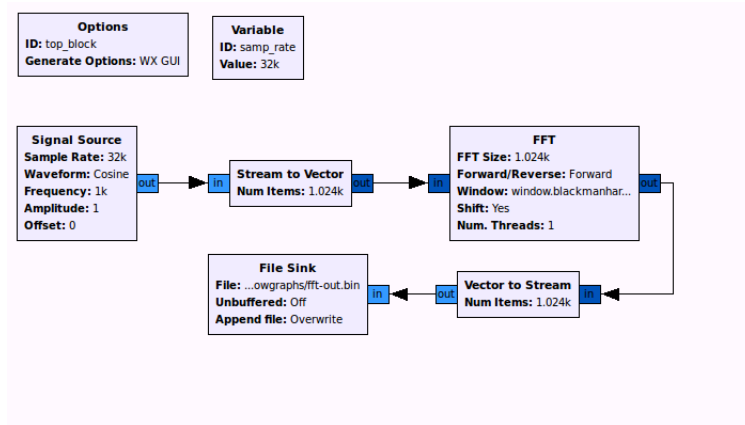 Options
ID: top_block
Generate Options: WX GUI
Variable
ID: samp_rate
Value: 32k
Signal Source
Sample Rate: 32k
Waveform: Cosine
Frequency: 1k
Amplitude: 1
Offset: 0
out
in
Stream to Vector
Num Items: 1.024k
out
in
FFT
FFT Size: 1.024k
Forward/Reverse: Forward
Window: window.blackmanhar...
Shift: Yes
Num. Threads: 1
out
File Sink
File: ...owgraphs/fft-out.bin
Unbuffered: Off
Append file: Overwrite
in
out
Vector to Stream
Num Items: 1.024k
in